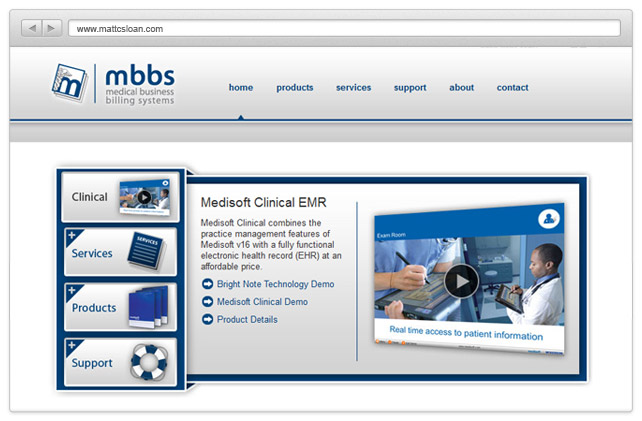 www.mattcsloan.com
mbbs
medical business
billing systems
home products services support about contact
Clinical
Services
SERVICES
Products
Support
Medisoft Clinical EMR
Medisoft Clinical combines the
practice management features of
Medisoft v16 with a fully functional
electronic health record (EHR) at an
affordable price.
Bright Note Technology Demo
Medisoft Clinical Demo
Product Details
Exam Room
Real time access to patient information